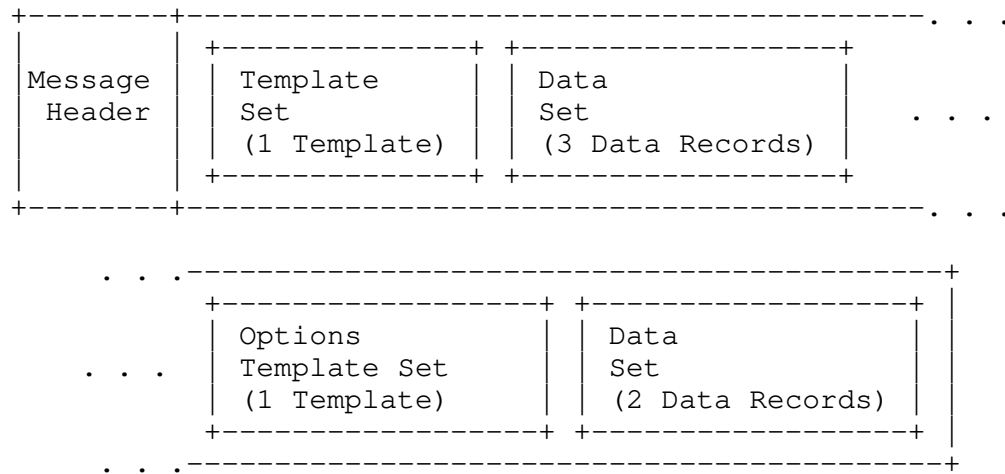 +--------+-------------------------------------------. . .
|        | +--------------+ +------------------+
|Message | | Template     | | Data             |
| Header | | Set          | | Set              |   . . .
|        | | (1 Template) | | (3 Data Records) |
|        | +--------------+ +------------------+
+--------+-------------------------------------------. . .
. . .-------------------------------------------+
+------------------+ +------------------+ |
| Options          | | Data             | |
. . . | Template Set     | | Set              | |
| (1 Template)     | | (2 Data Records) | |
+------------------+ +------------------+ |
. . .-------------------------------------------+